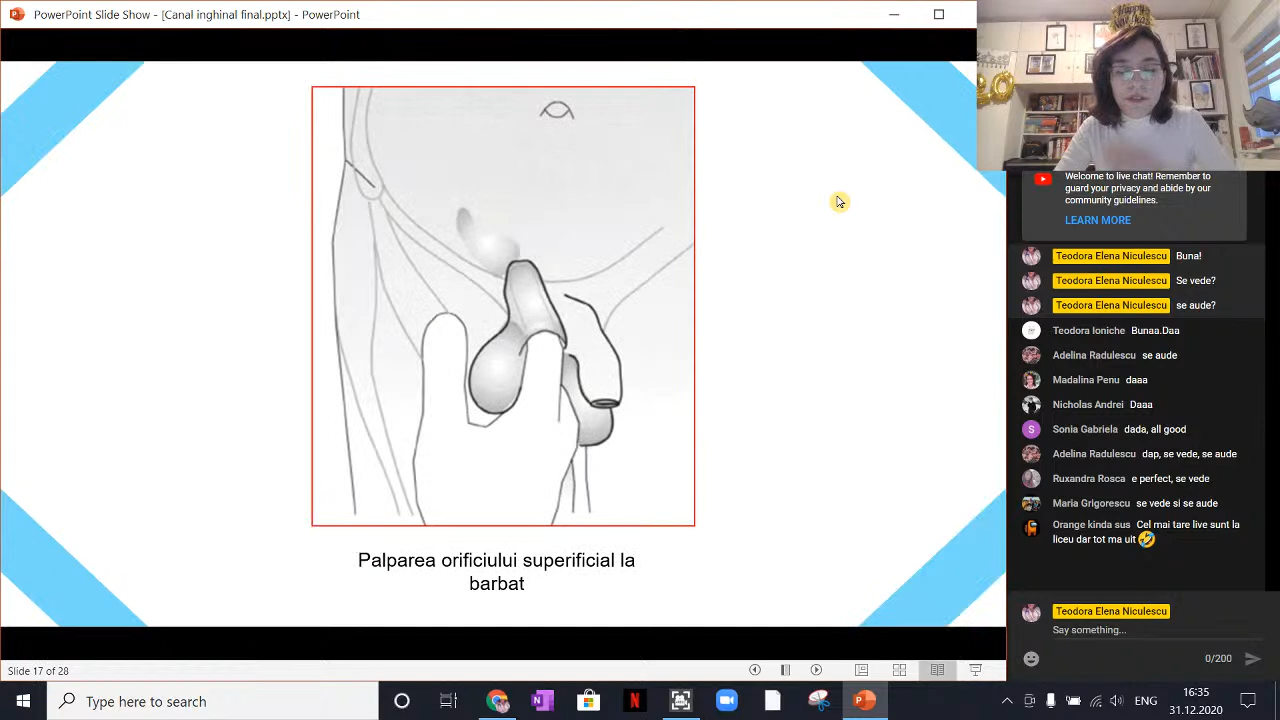 PowerPoint Slide Show - [Canal inghinal final.pptx] - PowerPoint
Happy
New Year
Welcome to live chat! Remember to
guard your privacy and abide by our
community guidelines.
LEARN MORE
Teodora Elena Niculescu Buna!
Teodora Elena Niculescu Se vede?
Teodora Elena Niculescu se aude?
Teodora Ioniche Bunaa.Daa
Adelina Radulescu se aude
Madalina Penu daaa
Nicholas Andrei Daaa
S Sonia Gabriela dada, all good
Adelina Radulescu dap, se vede, se aude
Ruxandra Rosca e perfect, se vede
Maria Grigorescu se vede si se aude
Orange kinda sus Cel mai tare live sunt la
liceu dar tot ma uit 🤣
Palparea orificiului superificial la
barbat
Teodora Elena Niculescu
Say something...
0/200
Slide 17 of 28
Type here to search
ENG
16:35
31.12.2020